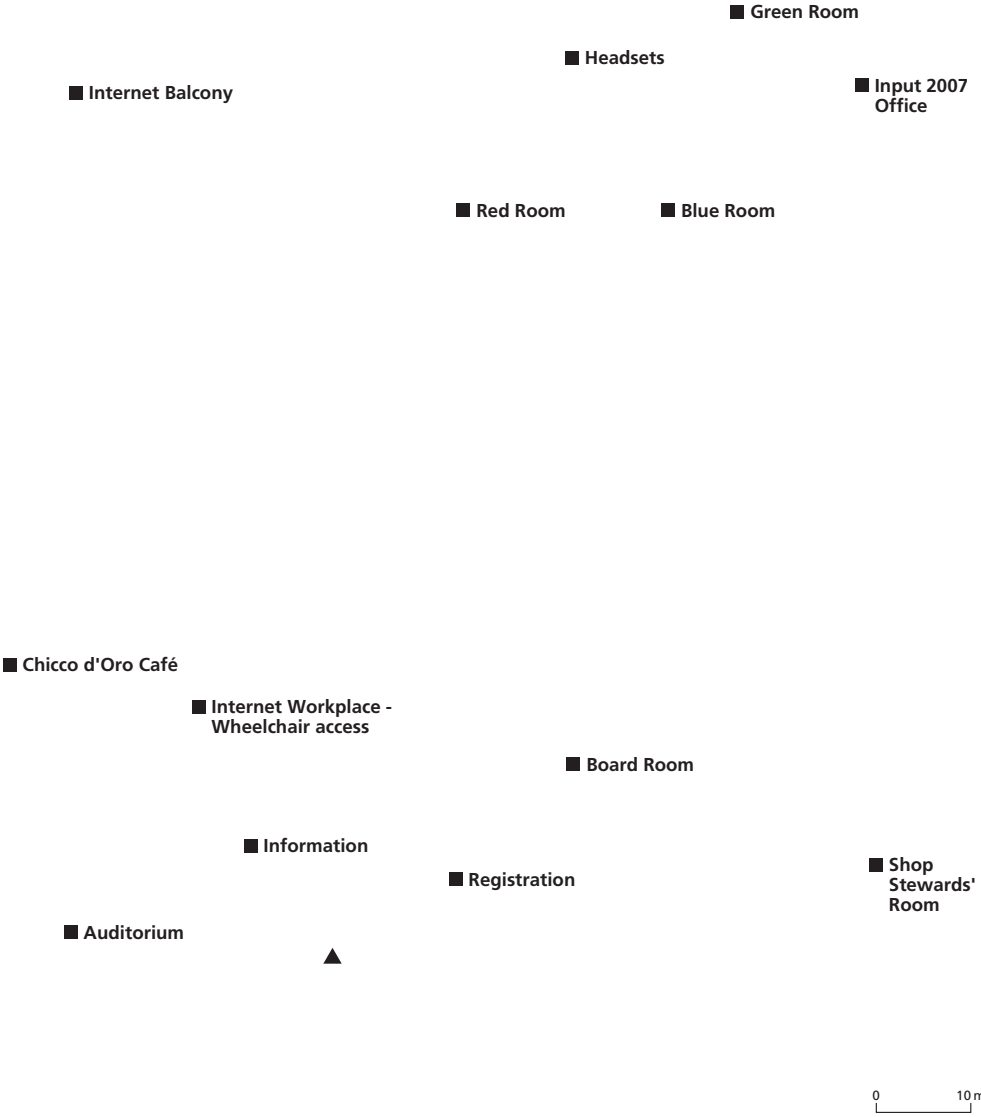 Green Room
Headsets
Internet Balcony
Input 2007
Office
Red Room
Blue Room
Chicco d'Oro Café
Internet Workplace -
Wheelchair access
Board Room
Information
Shop
Stewards'
Room
Registration
Auditorium
0 10 m